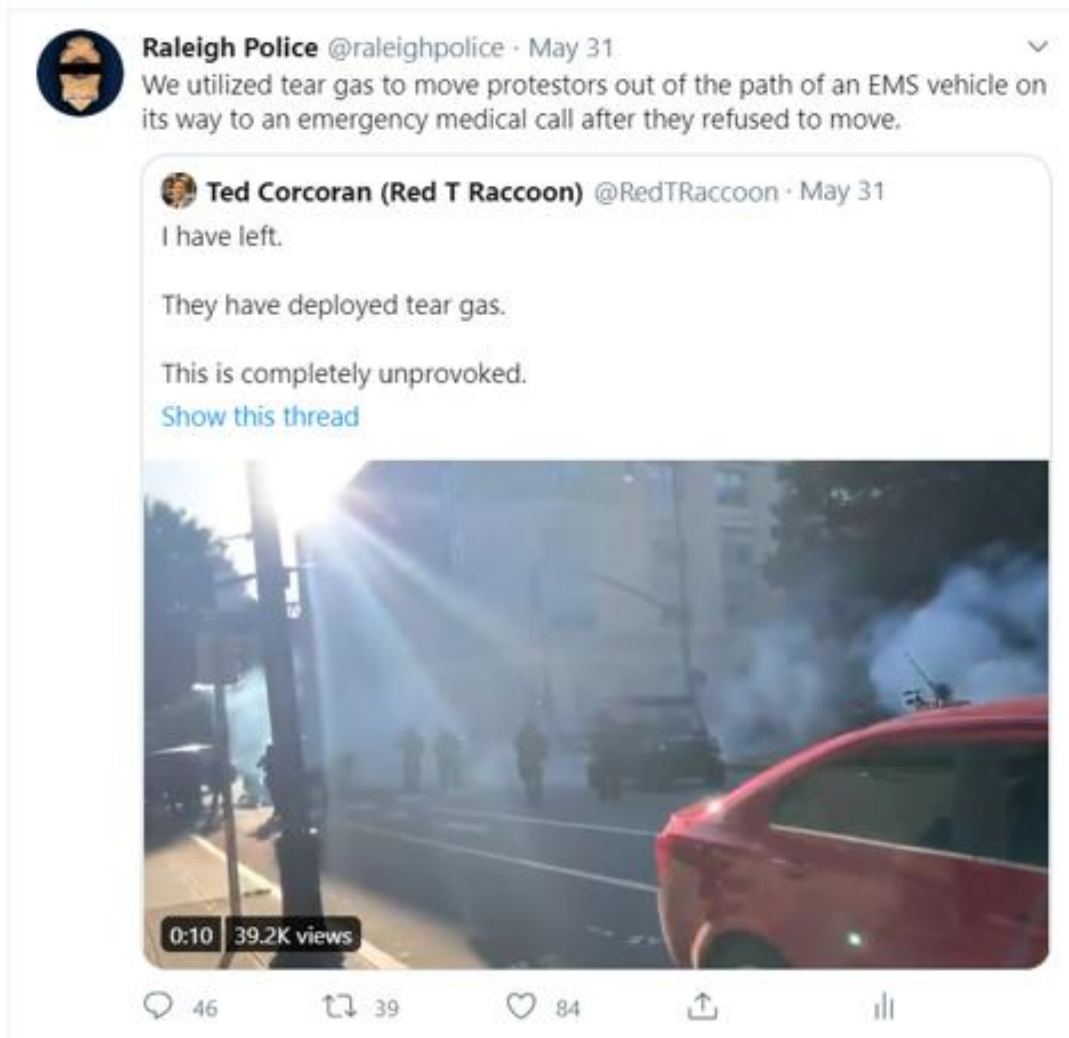 Raleigh Police @raleighpolice · May 31
We utilized tear gas to move protestors out of the path of an EMS vehicle on
its way to an emergency medical call after they refused to move.
Ted Corcoran (Red T Raccoon) @RedTRaccoon · May 31
I have left.
They have deployed tear gas.
This is completely unprovoked.
Show this thread
0:10 39.2K views
46 39 84